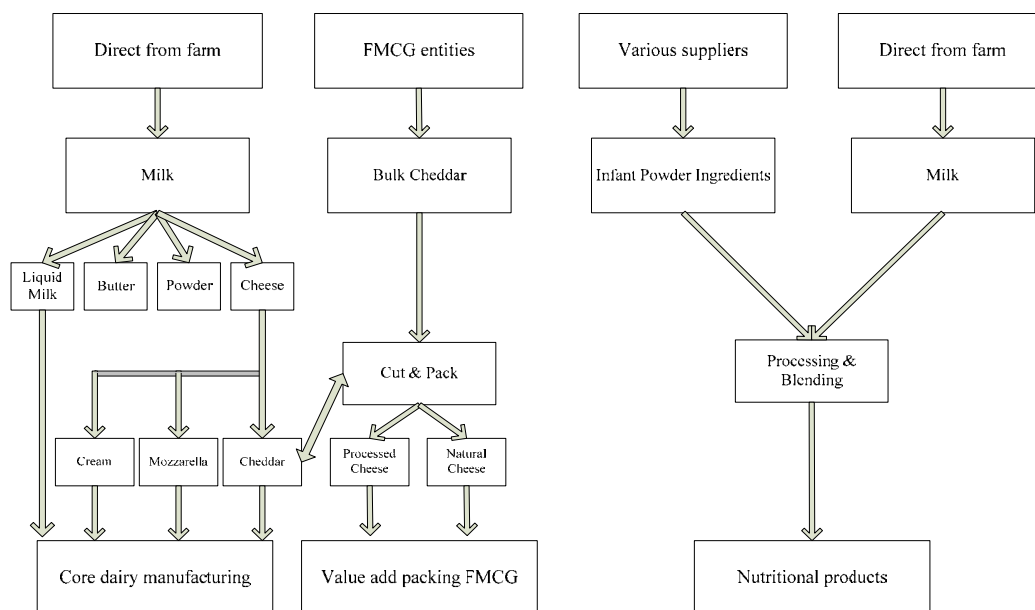 Direct from farm
FMCG entities
Various suppliers
Direct from farm
Milk
Bulk Cheddar
Infant Powder Ingredients
Milk
Liquid
Milk
Butter
Powder
Cheese
Cut & Pack
Processing &
Blending
Cream
Mozzarella
Cheddar
Processed
Cheese
Natural
Cheese
Core dairy manufacturing
Value add packing FMCG
Nutritional products